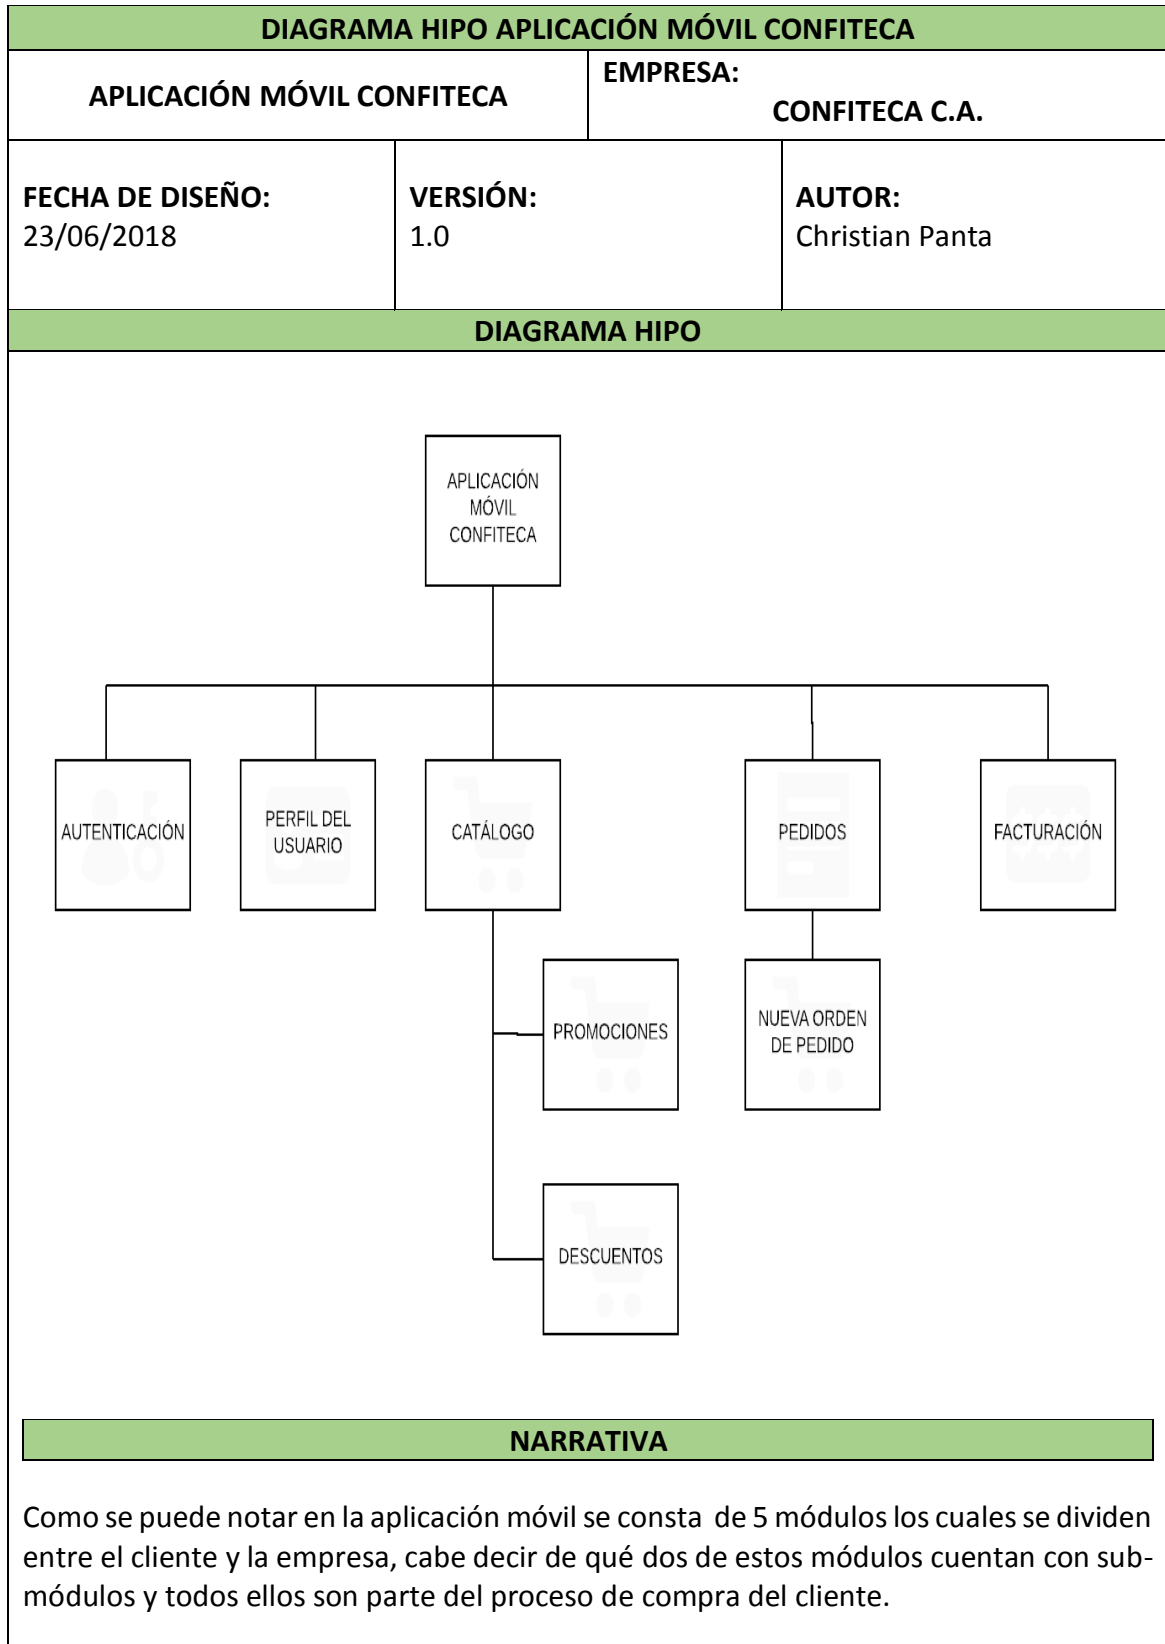 DIAGRAMA HIPO APLICACIÓN MÓVIL CONFITECA
APLICACIÓN MÓVIL CONFITECA
EMPRESA:
CONFITECA C.A.
FECHA DE DISEÑO:
23/06/2018
VERSIÓN:
1.0
AUTOR:
Christian Panta
DIAGRAMA HIPO
APLICACIÓN
MÓVIL
CONFITECA
AUTENTICACIÓN
PERFIL DEL
USUARIO
CATÁLOGO
PEDIDOS
FACTURACIÓN
PROMOCIONES
NUEVA ORDEN
DE PEDIDO
DESCUENTOS
NARRATIVA
Como se puede notar en la aplicación móvil se consta de 5 módulos los cuales se dividen
entre el cliente y la empresa, cabe decir de qué dos de estos módulos cuentan con sub-
módulos y todos ellos son parte del proceso de compra del cliente.